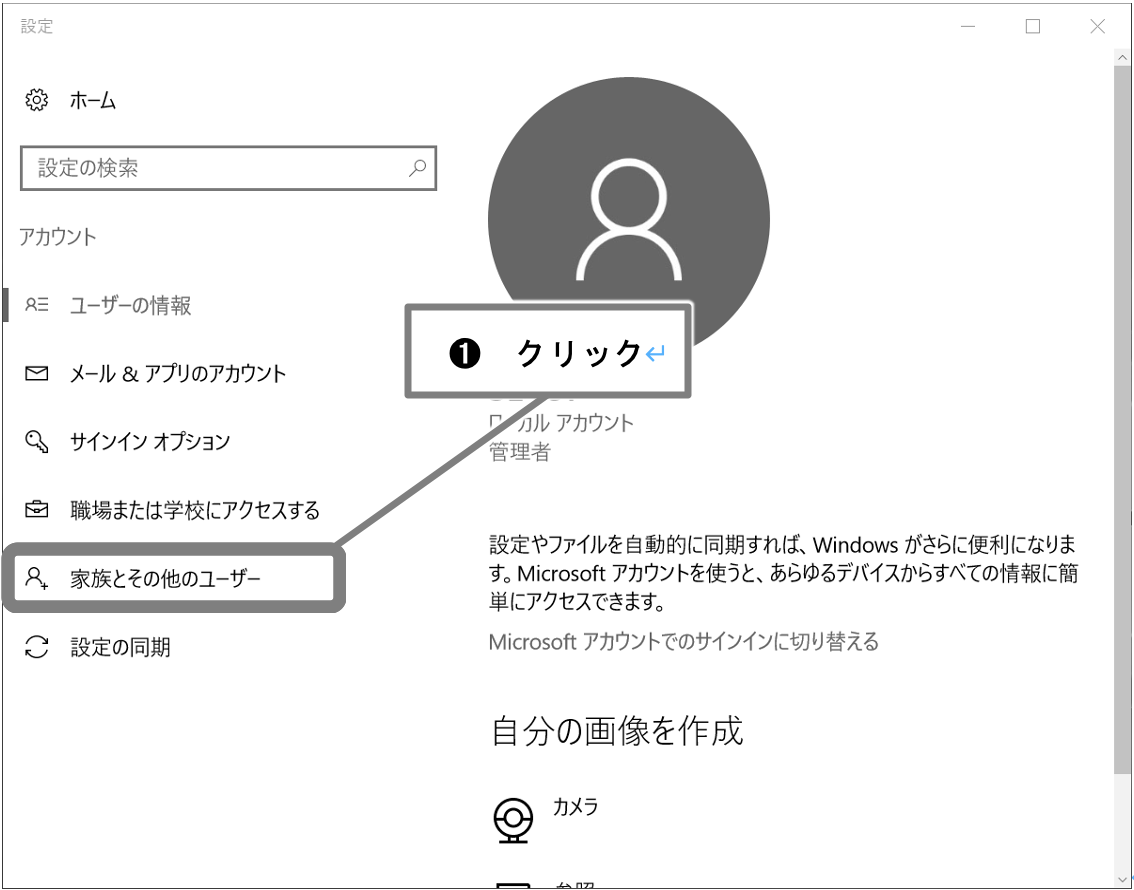 設定
ホーム
設定の検索
アカウント
ユーザーの情報
メール & アプリのアカウント
サインイン オプション
職場または学校にアクセスする
家族とその他のユーザー
設定の同期
❶ クリック↵
カル アカウント
管理者
設定やファイルを自動的に同期すれば、Windows がさらに便利になりま
す。Microsoft アカウントを使うと、あらゆるデバイスからすべての情報に簡
単にアクセスできます。
Microsoft アカウントでのサインインに切り替える
自分の画像を作成
カメラ